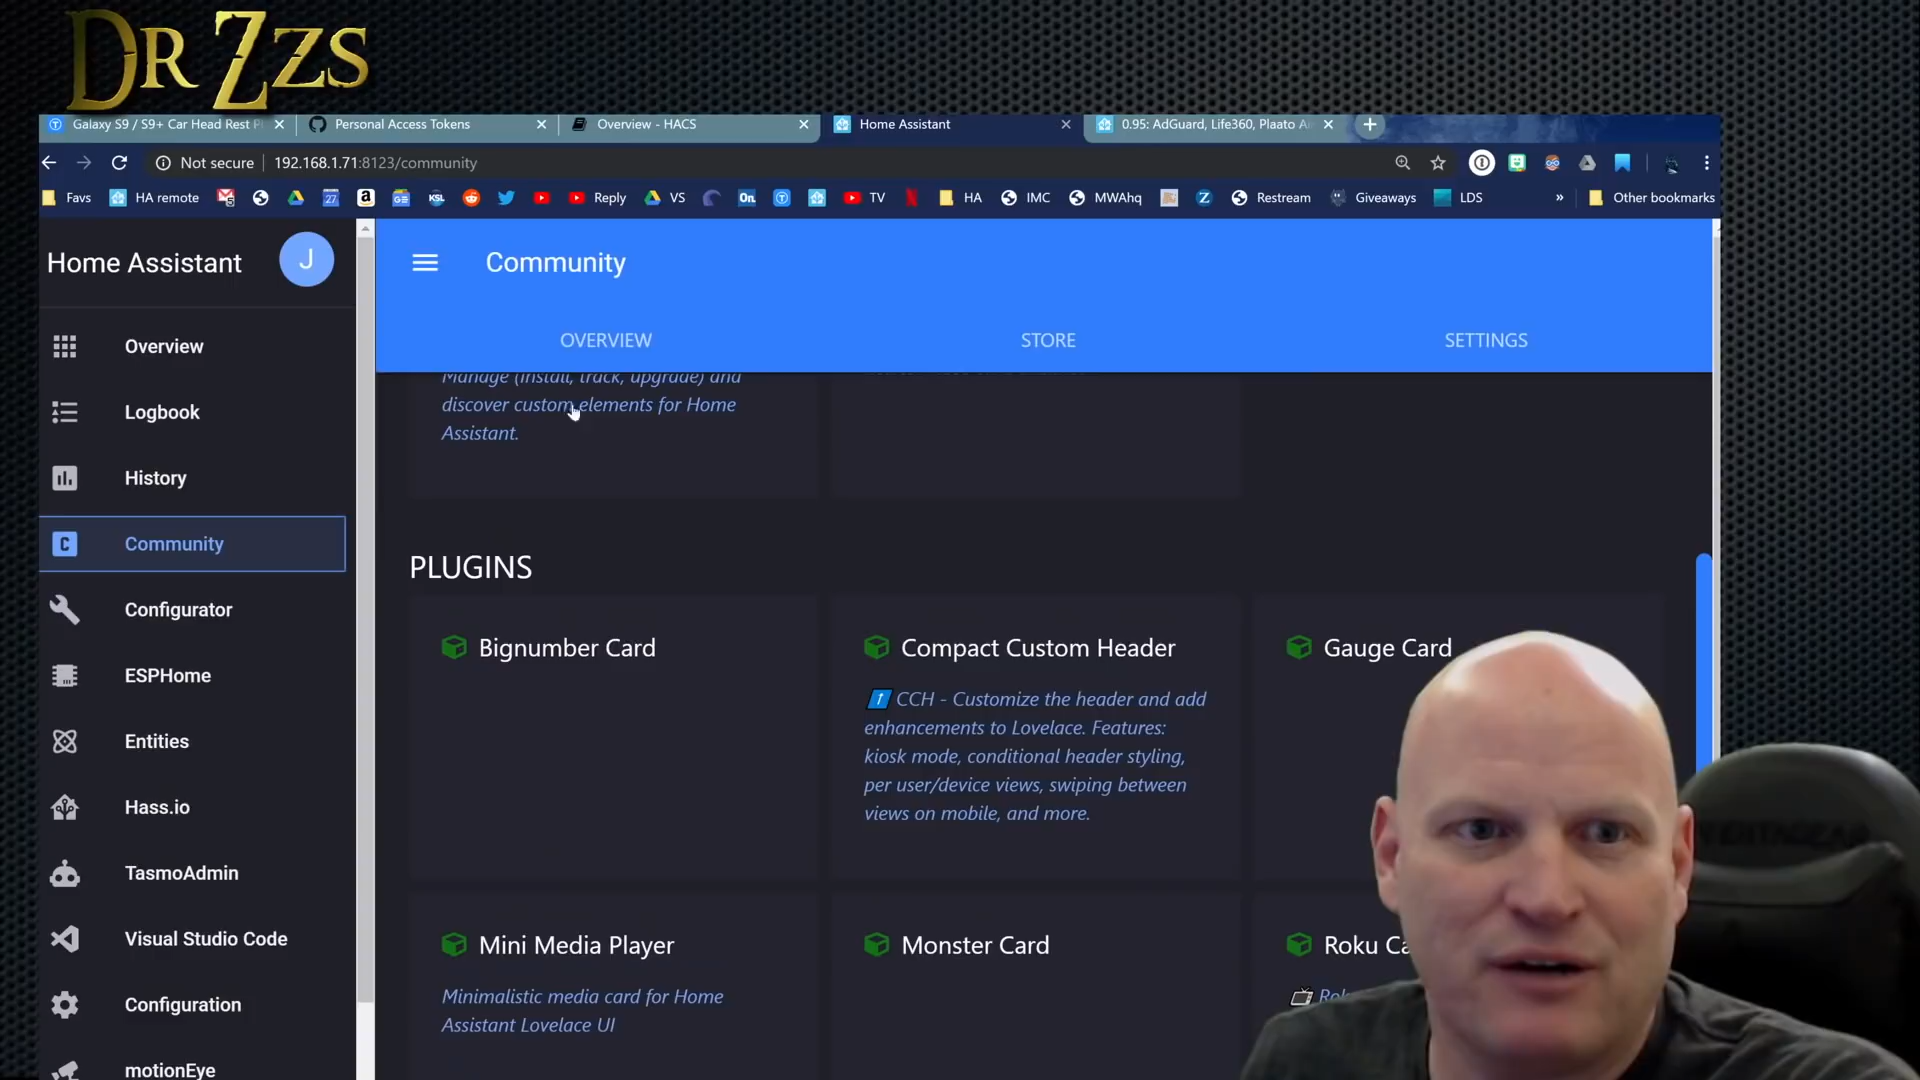 DR ZZS
Galaxy S9 / S9+ Car Head Rest
Personal Access Tokens
Overview - HACS
Home Assistant
0.95: AdGuard, Life360, Plaato
Not secure
192.168.1.71:8123/community
Favs
HA remote
Reply
VS
TV
HA
IMC
MWAhq
Restream
Giveaways
LDS
»
Other bookmarks
Home Assistant
J
Community
OVERVIEW
STORE
SETTINGS
Overview
Logbook
History
Community
Configurator
ESPHome
Entities
Hass.io
TasmoAdmin
Visual Studio Code
Configuration
motionEye
Manage (install, track, upgrade) and
discover custom elements for Home
Assistant.
PLUGINS
Bignumber Card
Compact Custom Header
CCH - Customize the header and add
enhancements to Lovelace. Features:
kiosk mode, conditional header styling,
per user/device views, swiping between
views on mobile, and more.
Gauge Card
Mini Media Player
Minimalistic media card for Home
Assistant Lovelace UI
Monster Card
Roku